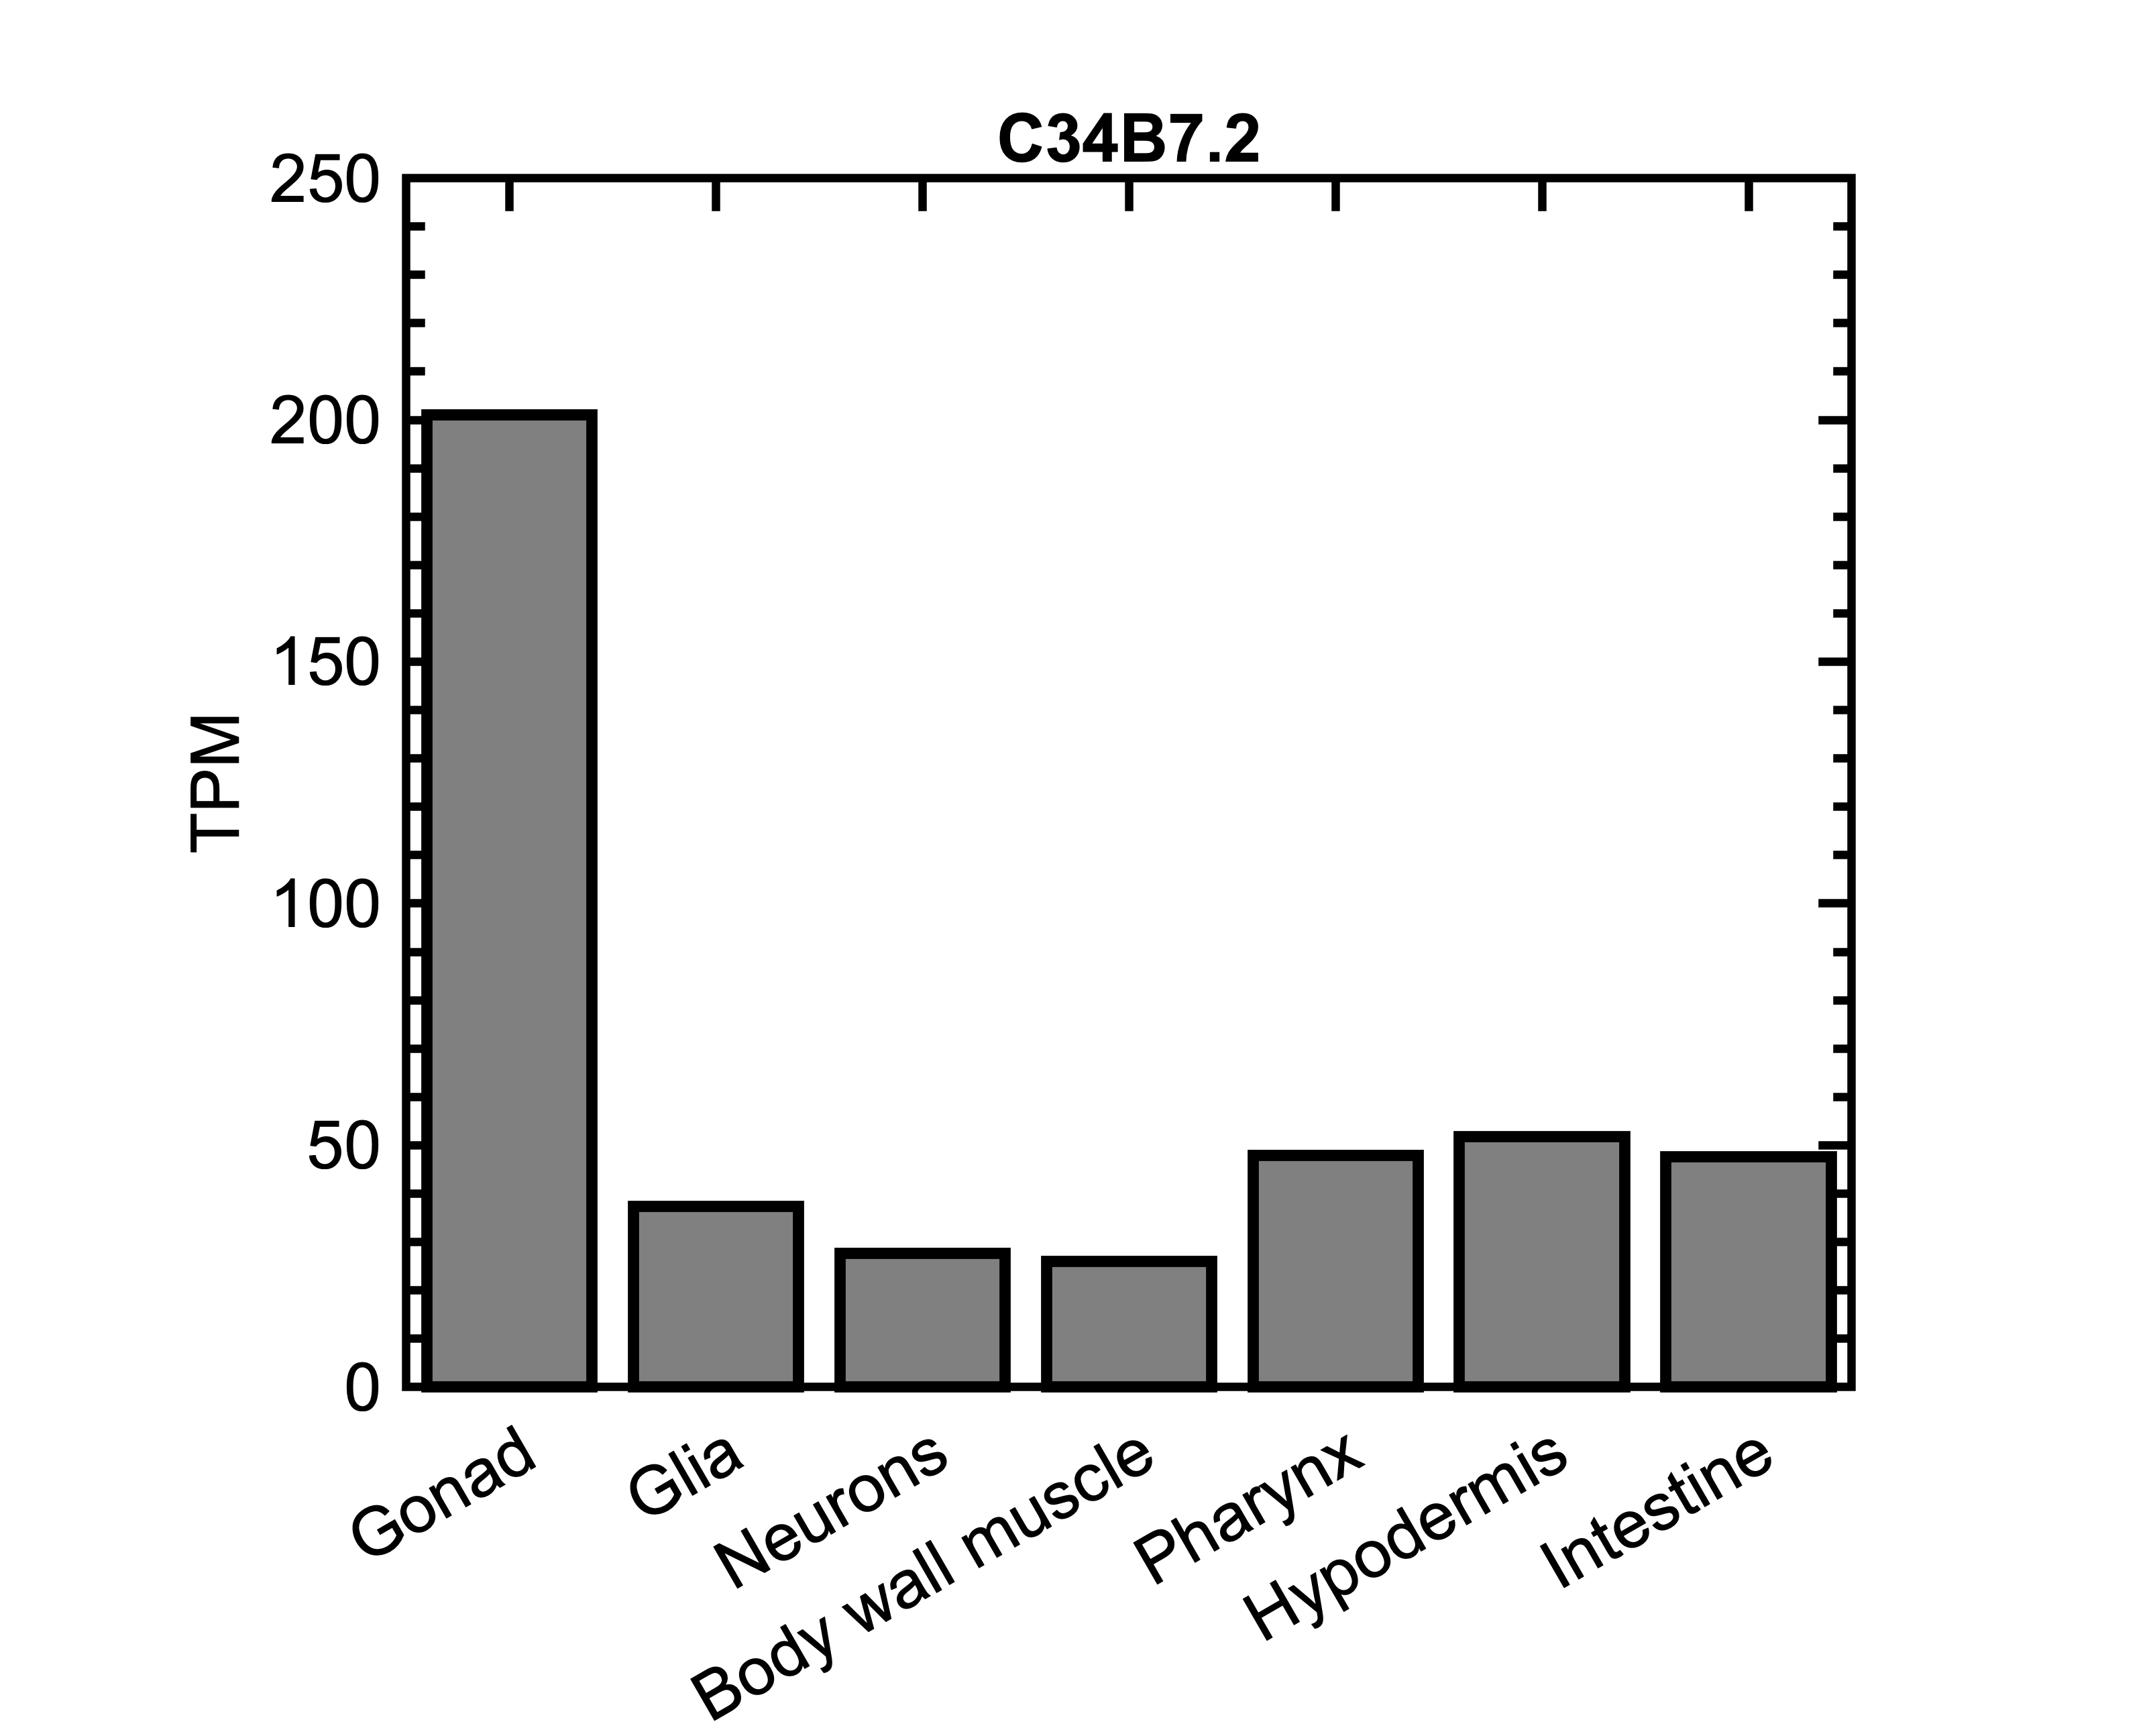 C34B7.2
250
200
150
100
50
0
TPM
Gonad
Glia
Neurons
Body wall muscle
Pharynx
Hypodermis
Intestine